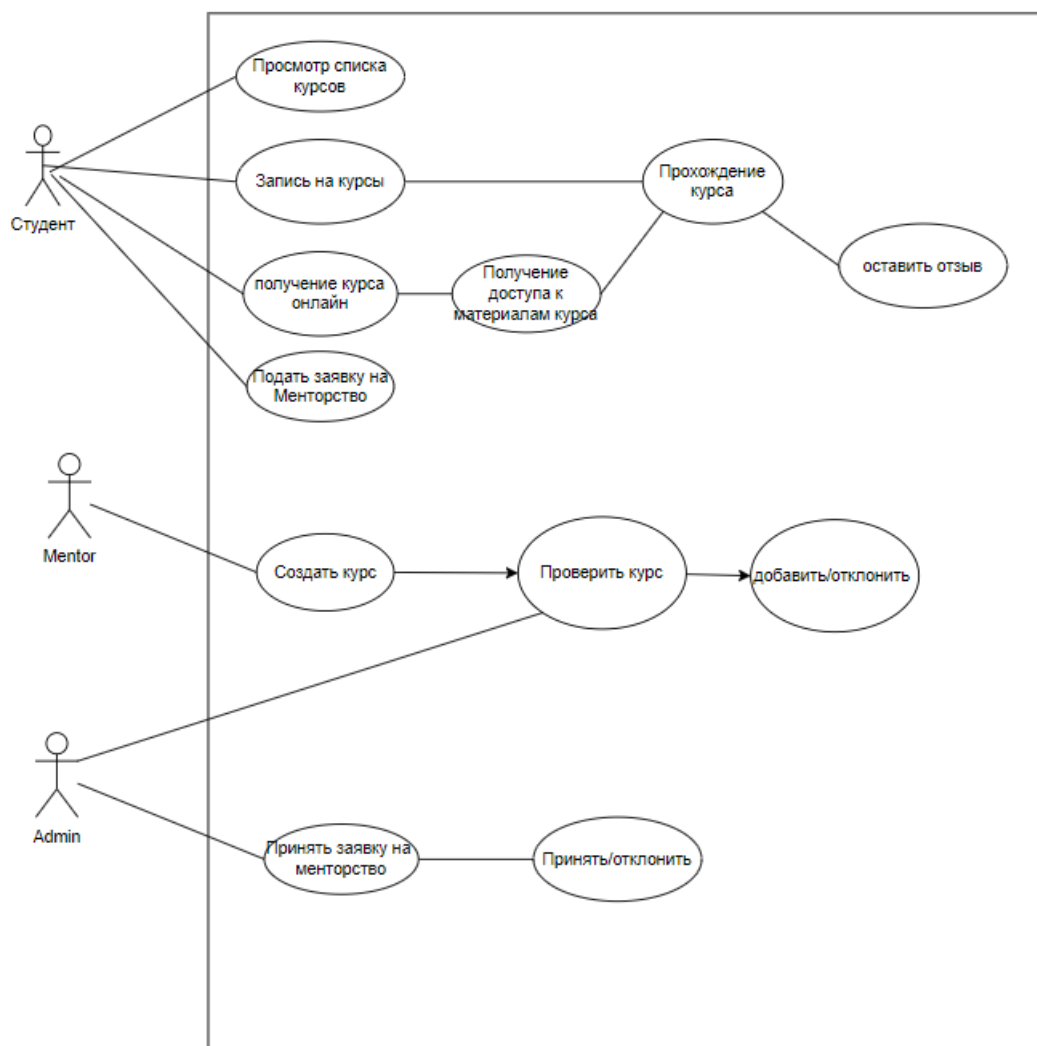 Просмотр списка
курсов
Студент
Запись на курсы
Прохождение
курса
получение курса
онлайн
Получение
доступа к
материалам курса
оставить отзыв
Подать заявку на
Менторство
Mentor
Создать курс
Проверить курс
добавить/отклонить
Admin
Принять заявку на
менторство
Принять/отклонить